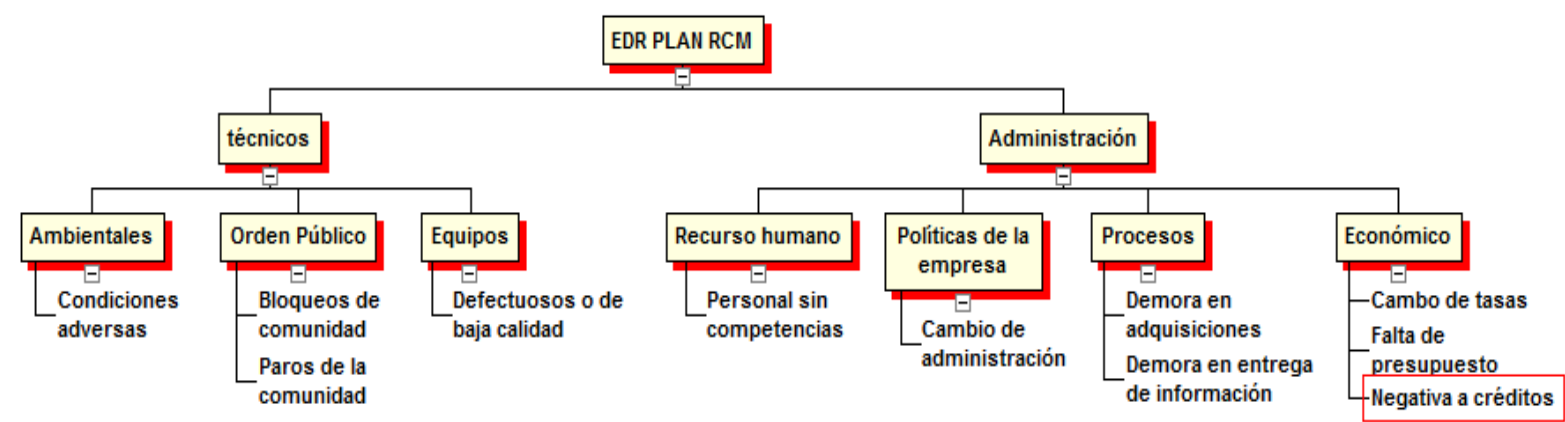 EDR PLAN RCM
técnicos
Administración
Ambientales
Orden Público
Equipos
Recurso humano
Políticas de la
empresa
Procesos
Económico
Condiciones
adversas
Bloqueos de
comunidad
Paros de la
comunidad
Defectuosos o de
baja calidad
Personal sin
competencias
Cambio de
administración
Demora en
adquisiciones
Demora en entrega
de información
Cambo de tasas
Falta de
presupuesto
Negativa a créditos